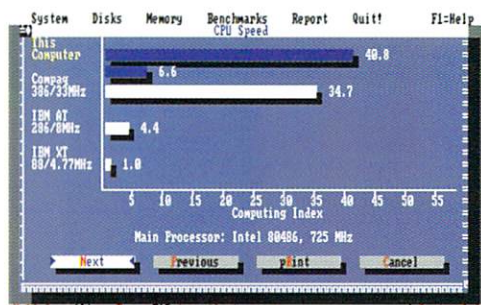 System Disks Memory Benchmarks Report Quit! F1=Help
CPU Speed
This
Computer
40.8
6.6
Compaq
386/33MHz
34.7
IBM AT
286/8MHz
4.4
IBM XT
88/4.77MHz
1.0
5 10 15 20 25 30 35 40 45 50 55
Computing Index
Main Processor: Intel 80486, 725 MHz
Next Previous pRint Cancel